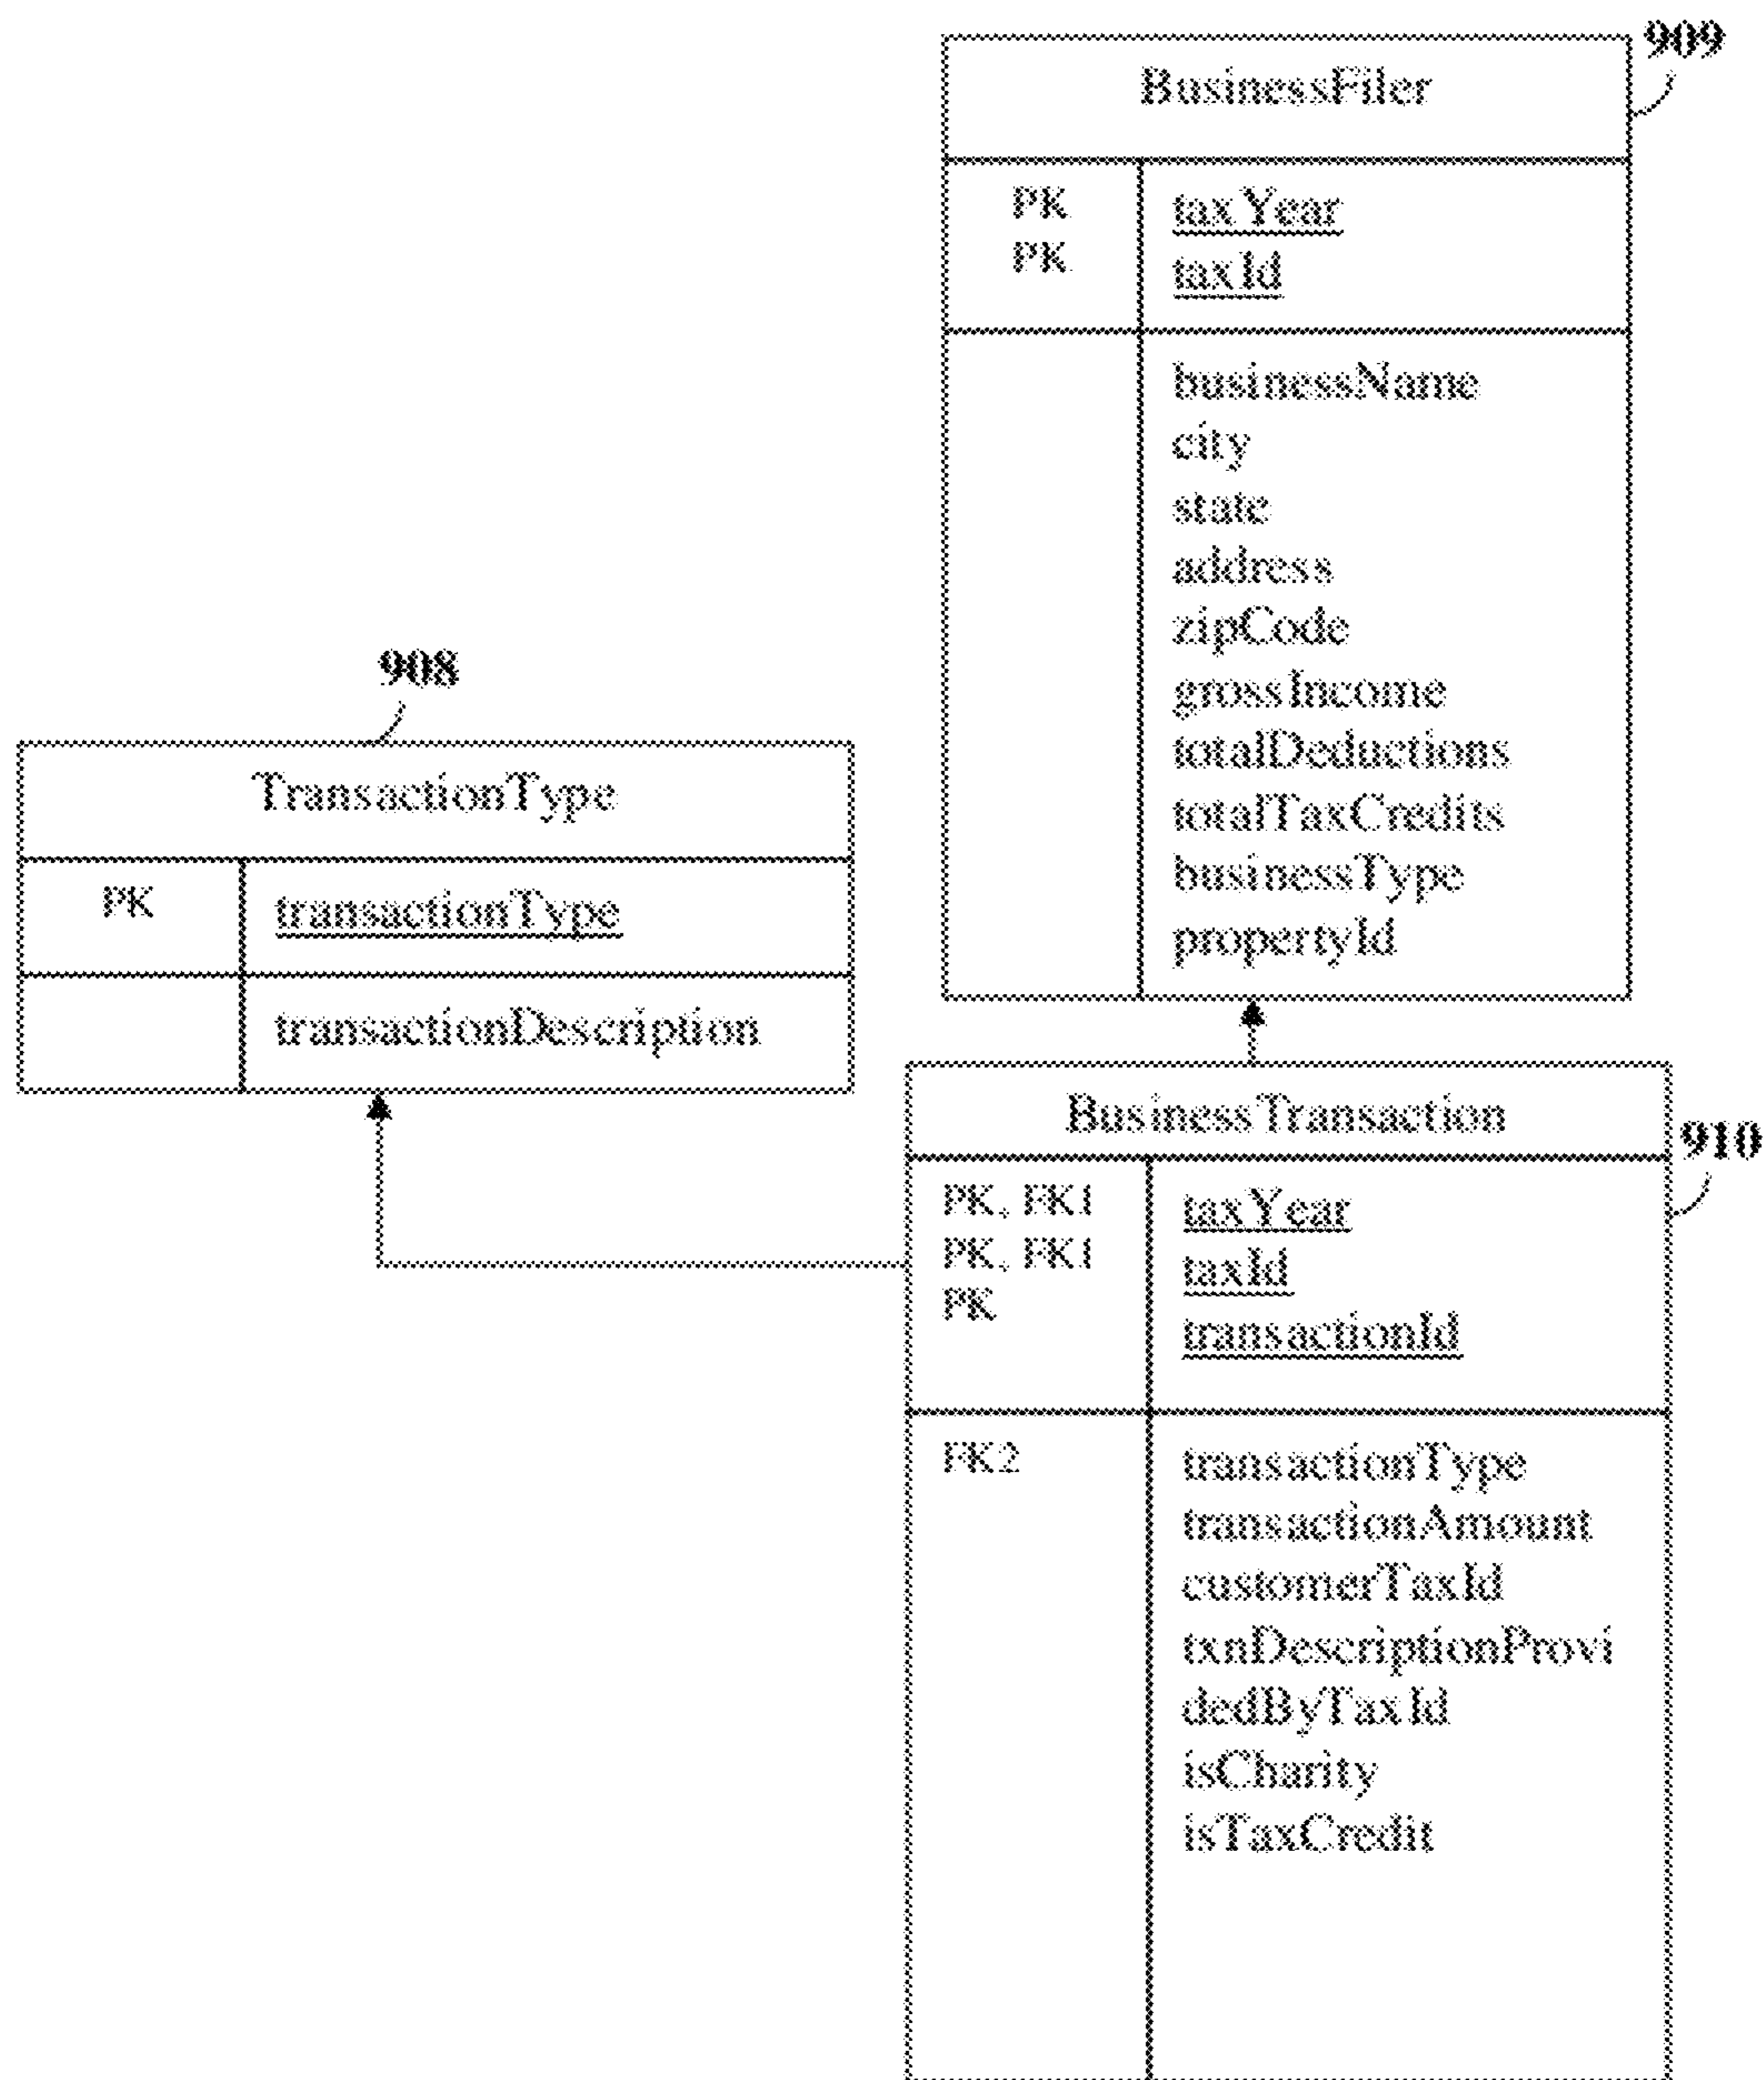 909
BusinessFiler
PK taxYear
PK taxId
businessName
city
state
address
zipCode
grossIncome
totalDeductions
totalTaxCredits
businessType
propertyId
908
TransactionType
PK transactionType
transactionDescription
910
BusinessTransaction
PK, FK1 taxYear
PK, FK1 taxId
PK transactionId
FK2 transactionType
transactionAmount
customerTaxId
txnDescriptionProvi
dedByTaxId
isCharity
isTaxCredit